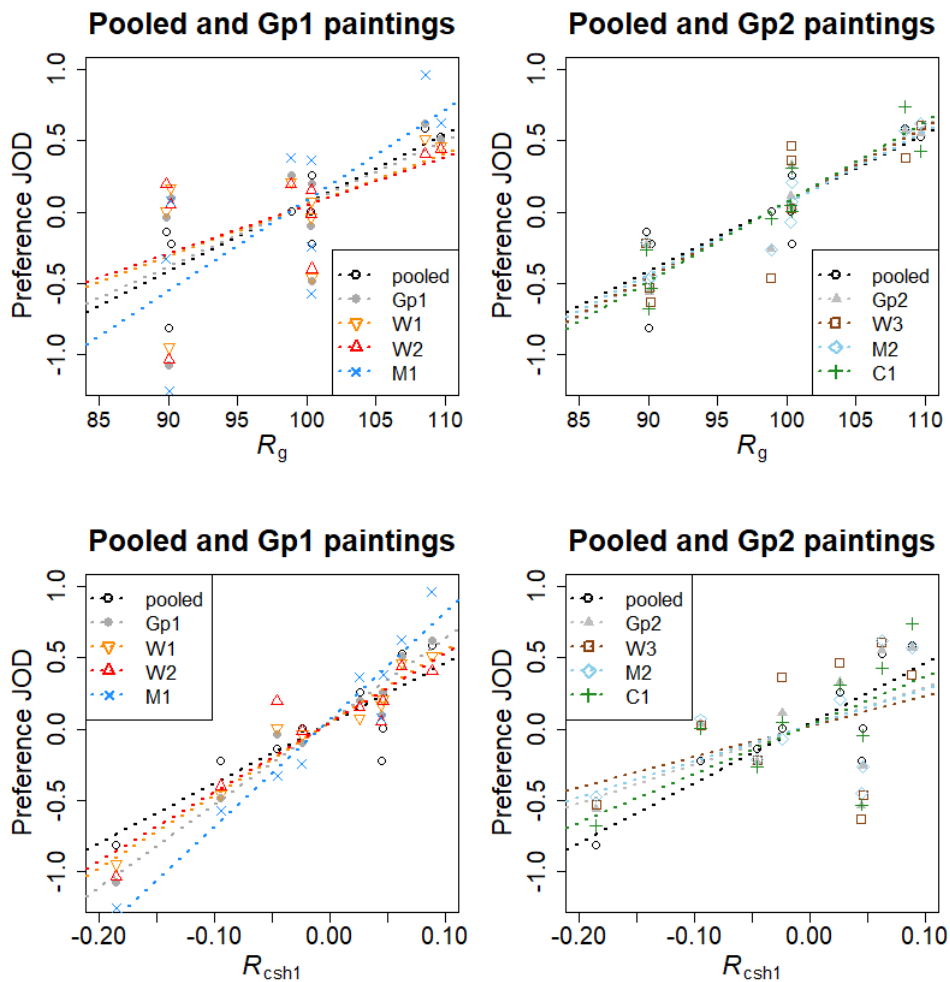 Pooled and Gp1 paintings
Preference JOD
1.0
0.5
0.0
-0.5
-1.0
pooled
Gp1
W1
W2
M1
85 90 95 100 105 110
Rg
Pooled and Gp2 paintings
Preference JOD
1.0
0.5
0.0
-0.5
-1.0
pooled
Gp2
W3
M2
C1
85 90 95 100 105 110
Rg
Pooled and Gp1 paintings
Preference JOD
1.0
0.5
0.0
-0.5
-1.0
pooled
Gp1
W1
W2
M1
-0.20 -0.10 0.00 0.10
Rcsh1
Pooled and Gp2 paintings
Preference JOD
1.0
0.5
0.0
-0.5
-1.0
pooled
Gp2
W3
M2
C1
-0.20 -0.10 0.00 0.10
Rcsh1